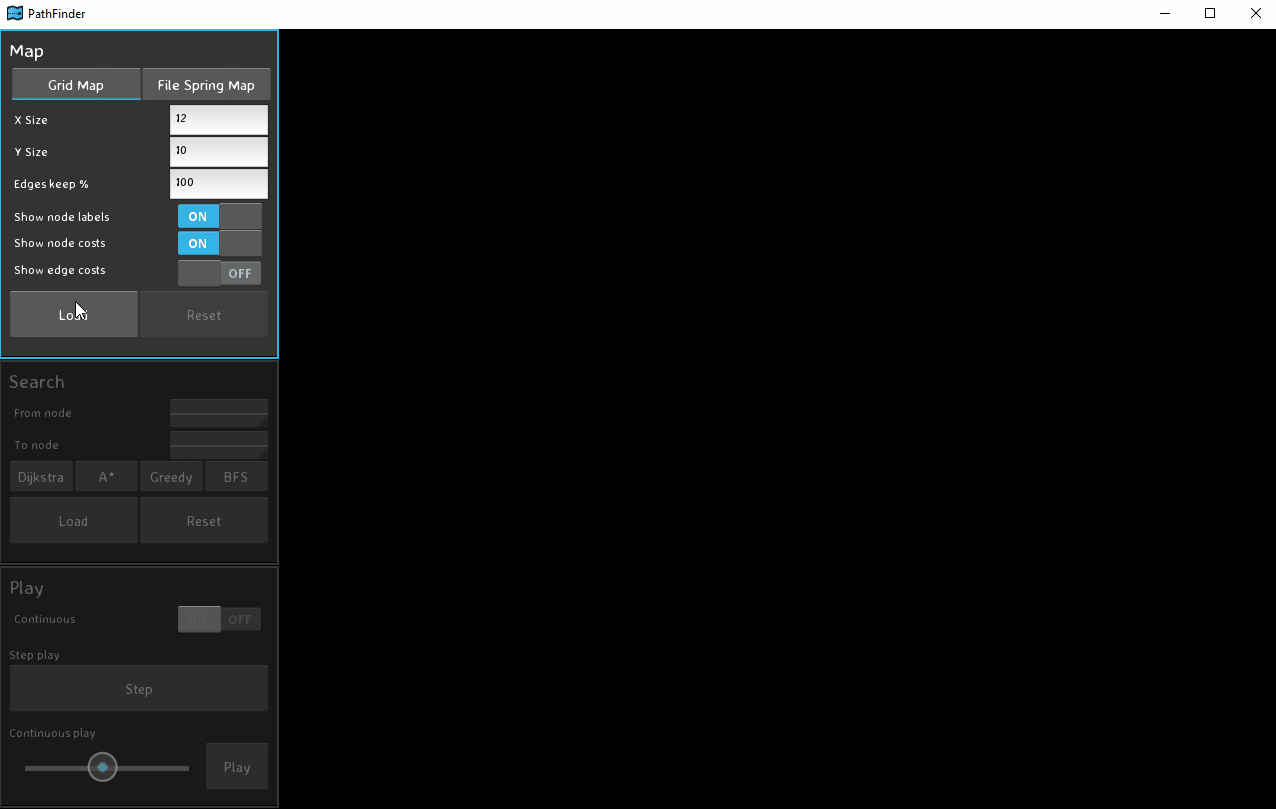 PathFinder
Map
Grid Map File Spring Map
X Size 12
Y Size 10
Edges keep % 100
Show node labels ON
Show node costs ON
Show edge costs OFF
Load Reset
Search
From node
To node
Dijkstra A* Greedy BFS
Load Reset
Play
Continuous ON OFF
Step play
Step
Continuous play
Play